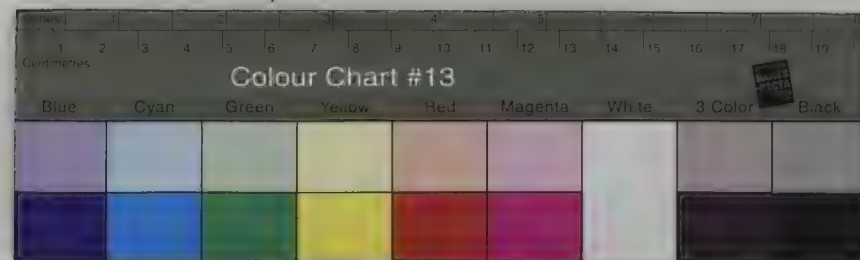 Inches 1 2 3 4 5 6 7
1 2 3 4 5 6 7 8 9 10 11 12 13 14 15 16 17 18 19
Centimetres
Colour Chart #13
DANES
PICTA
Blue Cyan Green Yellow Red Magenta White 3 Color Black